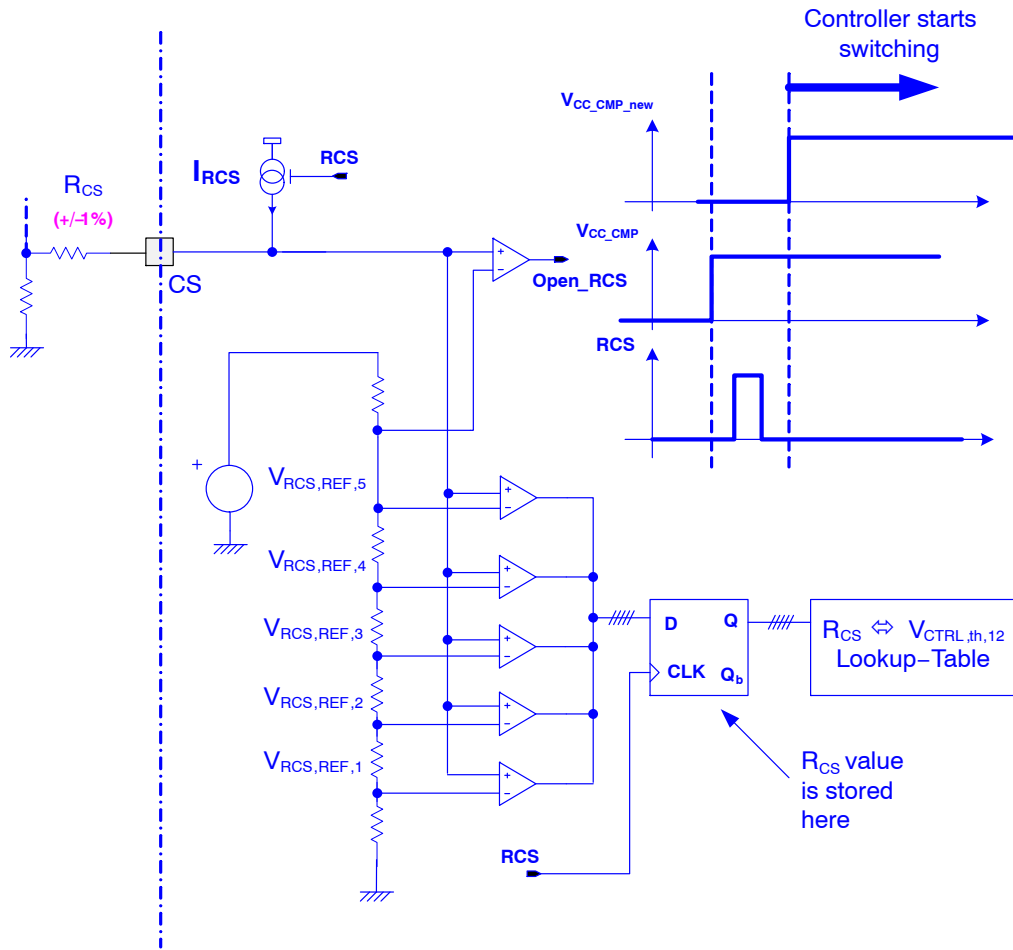 Controller starts
switching
VCC_CMP_new
RCS
IRCS
RCS
(+/−1%)
CS
+
−
Open_RCS
VCC_CMP
RCS
+
VRCS,REF,5
+
−
VRCS,REF,4
+
−
VRCS,REF,3
+
−
VRCS,REF,2
+
−
VRCS,REF,1
+
−
D
Q
CLK
Qb
RCS ⇔ VCTRL,th,12
Lookup−Table
RCS value
is stored
here
RCS